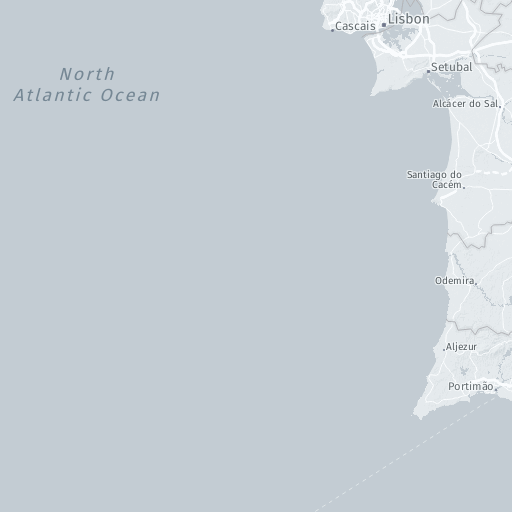 Lisbon
Cascais
Setubal
North
Atlantic Ocean
Alcácer do Sal
Santiago do
Cacém
Odemira
Aljezur
Portimão